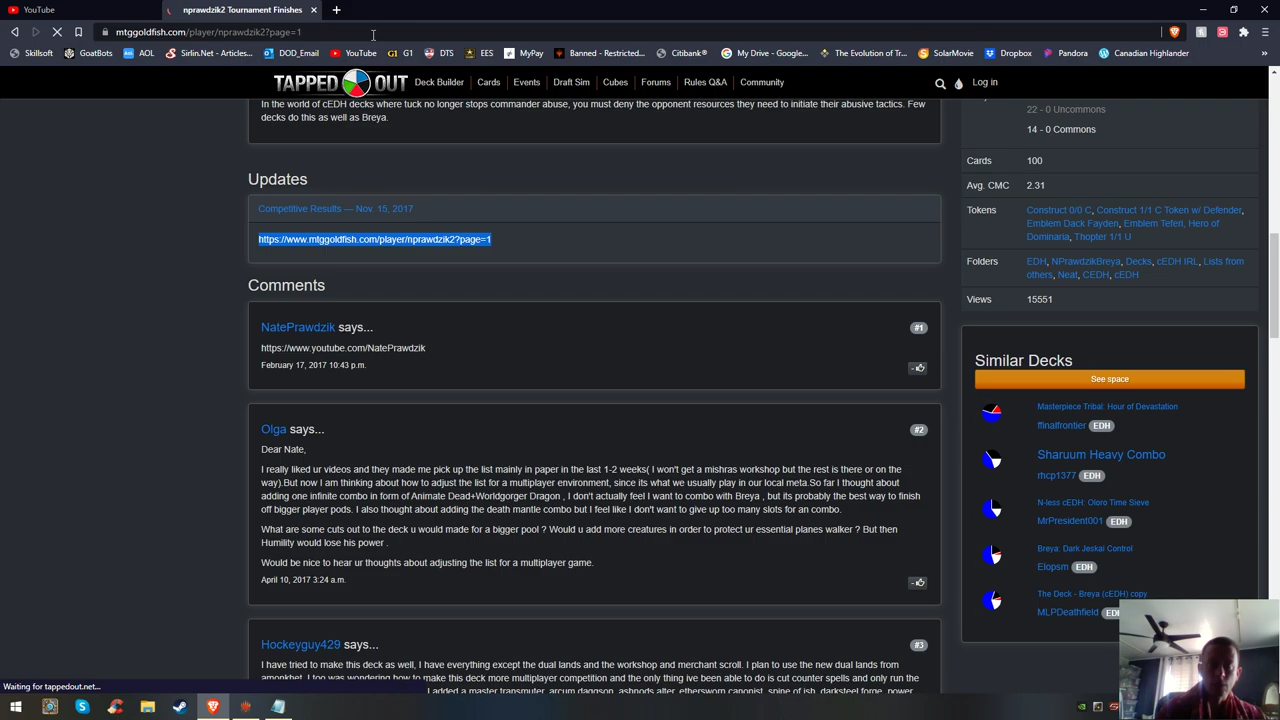 YouTube
nprawdzik2 Tournament Finishes
mtggoldfish.com/player/nprawdzik2?page=1
Skillsoft GoatBots AOL Sirlin.Net - Articles... DOD_Email YouTube G1 G1 DTS EES MyPay Banned - Restricted... Citibank® My Drive - Google... The Evolution of Tra... SolarMovie Dropbox Pandora Canadian Highlander
TAPPED OUT Deck Builder Cards Events Draft Sim Cubes Forums Rules Q&A Community Log in
In the world of cEDH decks where tuck no longer stops commander abuse, you must deny the opponent resources they need to initiate their abusive tactics. Few
decks do this as well as Breya.
22 - 0 Uncommons
14 - 0 Commons
Cards 100
Avg. CMC 2.31
Tokens Construct 0/0 C, Construct 1/1 C Token w/ Defender,
Emblem Dack Fayden, Emblem Teferi, Hero of
Dominaria, Thopter 1/1 U
Folders EDH, NPrawdzikBreya, Decks, cEDH IRL, Lists from
others, Neat, CEDH, cEDH
Views 15551
Updates
Competitive Results — Nov. 15, 2017
https://www.mtggoldfish.com/player/nprawdzik2?page=1
Comments
NatePrawdzik says... #1
https://www.youtube.com/NatePrawdzik
February 17, 2017 10:43 p.m.
Olga says... #2
Dear Nate,
I really liked ur videos and they made me pick up the list mainly in paper in the last 1-2 weeks( I won't get a mishras workshop but the rest is there or on the
way).But now I am thinking about how to adjust the list for a multiplayer environment, since its what we usually play in our local meta.So far I thought about
adding one infinite combo in form of Animate Dead+Worldgorger Dragon , I don't actually feel I want to combo with Breya , but its probably the best way to finish
off bigger player pots. I also like adding the death mantle combo but I feel like I don't want to give up too many slots for an combo.
What are some cuts out to the deck u would made for a bigger pool ? Would u add more creatures in order to protect ur essential planes walker ? But then
Humility would lose his power .
Would be nice to hear ur thoughts about adjusting the list for a multiplayer game.
April 10, 2017 3:24 a.m.
Hockeyguy429 says... #3
I have tried to make this deck as well, I have everything except the dual lands and the workshop and merchant scroll. I plan to use the new dual lands from
Similar Decks
See space
Masterpiece Tribal: Hour of Devastation
ffinalfrontier EDH
Sharuum Heavy Combo
rhcp1377 EDH
N-less cEDH: Oloro Time Sieve
MrPresident001 EDH
Breya: Dark Jeskai Control
Elopsm EDH
The Deck - Breya (cEDH) copy
MLPDeathfield
Waiting for tappedout.net...